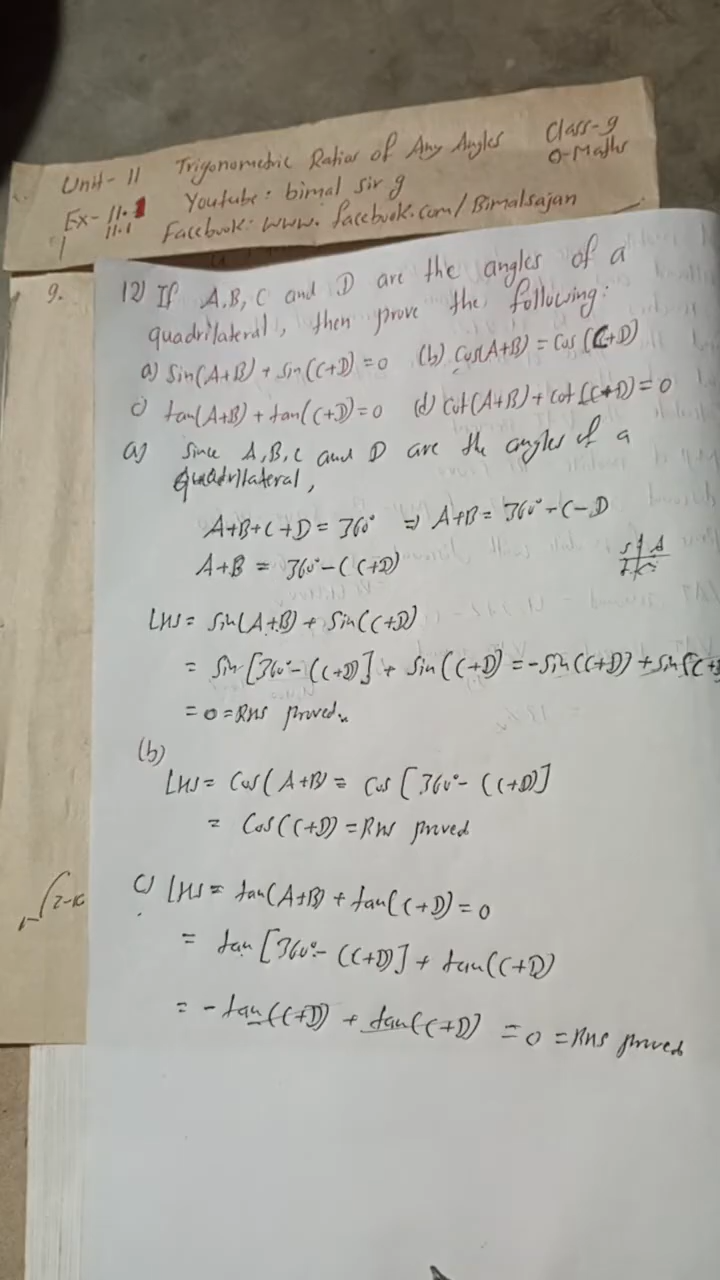 Unit- 11 Trigonometric Ratios of Any Angles Class-9
Ex- 11.1 Youtube: bimal sir g O-Maths
11.1 Facebook: www.facebook.com/Bimalsajan
9.
12) If A,B, C and D are the angles of a
quadrilateral, then prove the following:
a) Sin(A+B) + Sin(C+D) = 0 (b) Cos(A+B) = Cos (C+D)
c) tan(A+B) + tan(C+D) = 0 (d) Cot(A+B) + cot (C+D) = 0
(a) Since A,B,C and D are the angles of a
quadrilateral,
A+B+C+D = 360° ⇒ A+B = 360° - C - D
A+B = 360° - (C+D)
LHS = Sin(A+B) + Sin(C+D)
= Sin [360° - (C+D)] + Sin (C+D) = - Sin (C+D) + Sin (C+D
= 0 = RHS proved
(b)
LHS = Cos(A+B) = Cos [360° - (C+D)]
= Cos(C+D) = RHS proved
c) LHS = tan(A+B) + tan(C+D) = 0
= tan [360° - (C+D)] + tan(C+D)
= - tan(C+D) + tan(C+D) = 0 = RHS proved